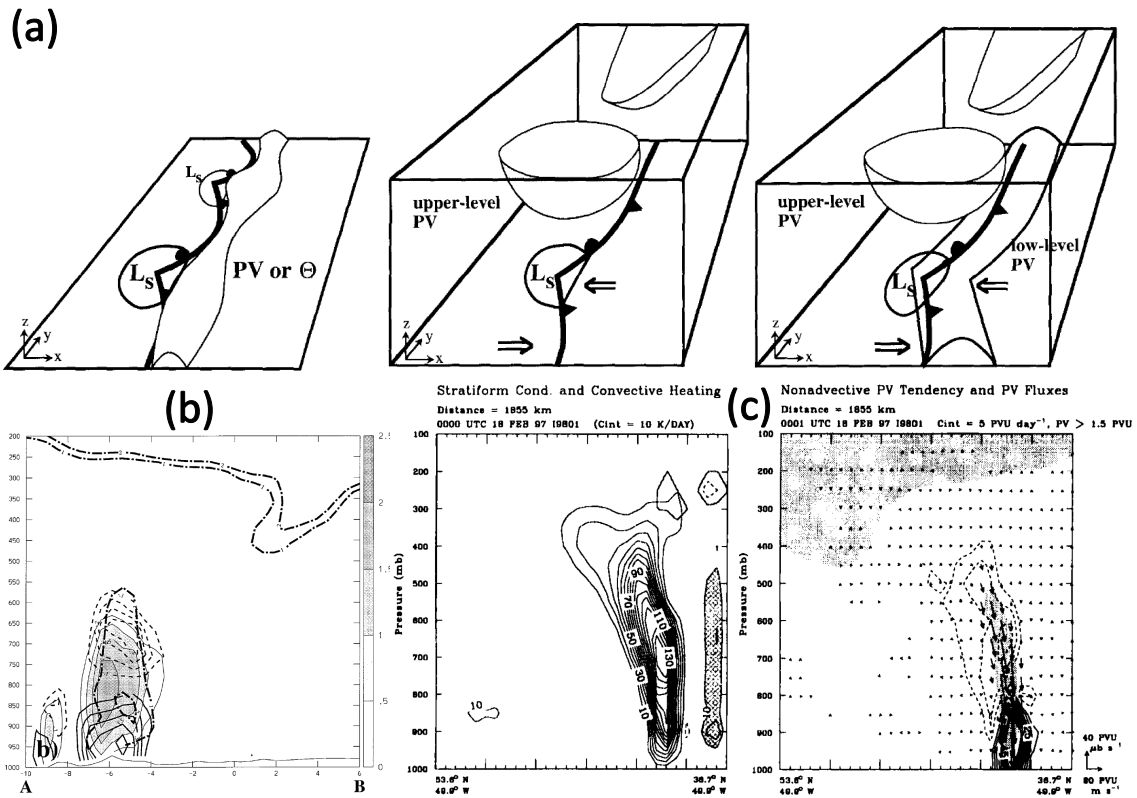 (a)
L_s
L_s
PV or Θ
z
y
x
upper-level
PV
L_s
z
y
x
upper-level
PV
low-level
PV
L_s
z
y
x
(b)
200
250
300
350
400
450
500
550
600
650
700
750
800
850
900
950
1000
-10
-8
-6
-4
-2
0
2
4
6
A
B
b)
2.5
2
1.5
1
.5
0
Stratiform Cond. and Convective Heating
Distance = 1855 km
0000 UTC 18 FEB 97 19801 (Cint = 10 K/DAY)
Pressure (mb)
100
200
300
400
500
600
700
800
900
1000
90
70
110
50
130
30
10
10
10
53.6° N
49.9° W
36.7° N
49.9° W
(c)
Nonadvective PV Tendency and PV Fluxes
Distance = 1855 km
0001 UTC 18 FEB 97 19801 Cint = 5 PVU day⁻¹, PV > 1.5 PVU
Pressure (mb)
100
200
300
400
500
600
700
800
900
1000
53.6° N
49.9° W
36.7° N
49.9° W
40 PVU
μb s⁻¹
80 PVU
m s⁻¹